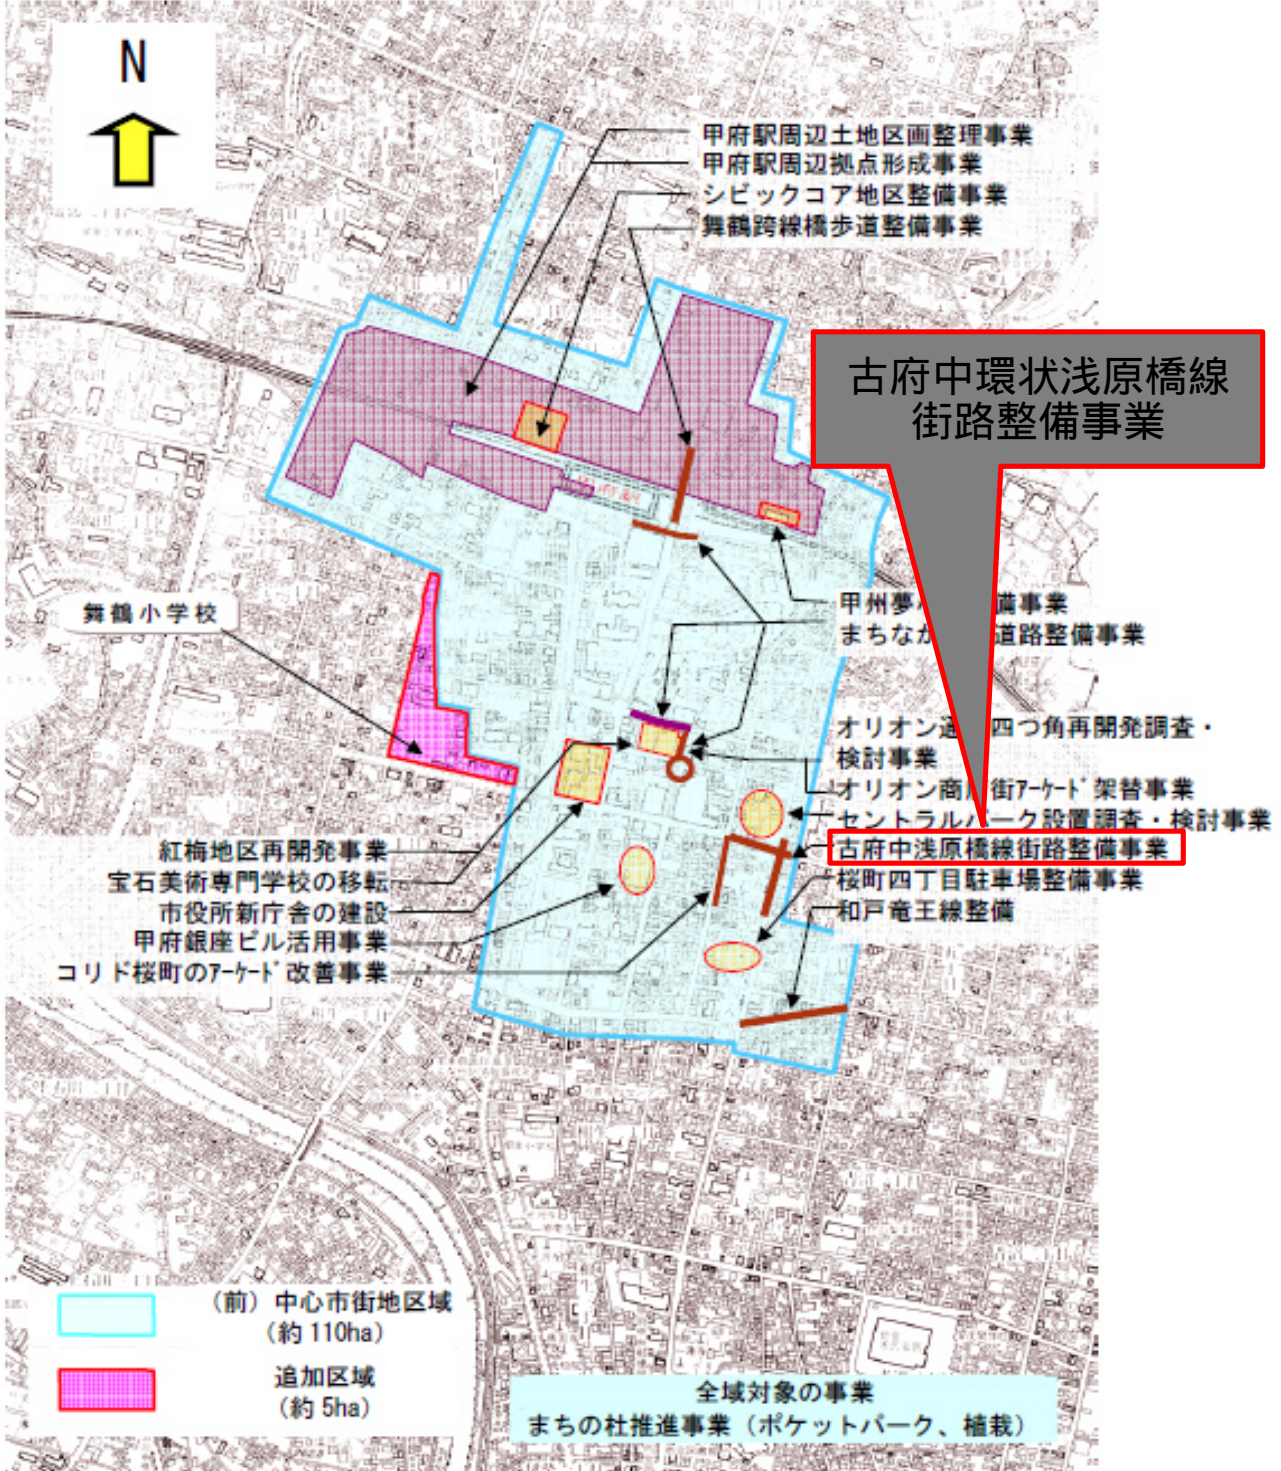 N
甲府駅周辺土地区画整理事業
甲府駅周辺拠点形成事業
シビックコア地区整備事業
舞鶴跨線橋歩道整備事業
古府中環状浅原橋線
街路整備事業
舞鶴小学校
甲州夢 備事業
まちなか 道路整備事業
オリオン通 四つ角再開発調査・
検討事業
オリオン商店街アーケード架替事業
セントラルパーク設置調査・検討事業
古府中浅原橋線街路整備事業
桜町四丁目駐車場整備事業
和戸竜王線整備
紅梅地区再開発事業
宝石美術専門学校の移転
市役所新庁舎の建設
甲府銀座ビル活用事業
コリド桜町のアーケード改善事業
(前)中心市街地区域
(約 110ha)
追加区域
(約 5ha)
全域対象の事業
まちの杜推進事業(ポケットパーク、植栽)